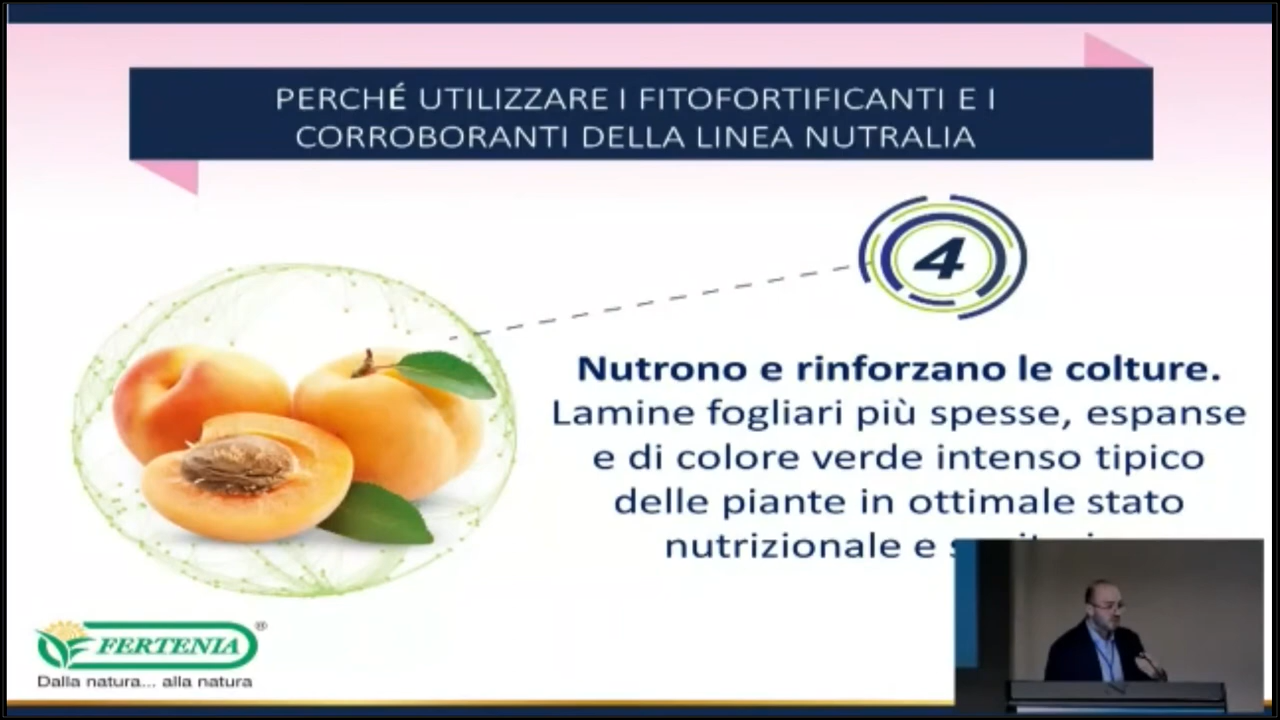 PERCHÉ UTILIZZARE I FITOFORTIFICANTI E I
CORROBORANTI DELLA LINEA NUTRALIA
4
Nutrono e rinforzano le colture.
Lamine fogliari più spesse, espanse
e di colore verde intenso tipico
delle piante in ottimale stato
nutrizionale e
FERTENIA®
Dalla natura... alla natura